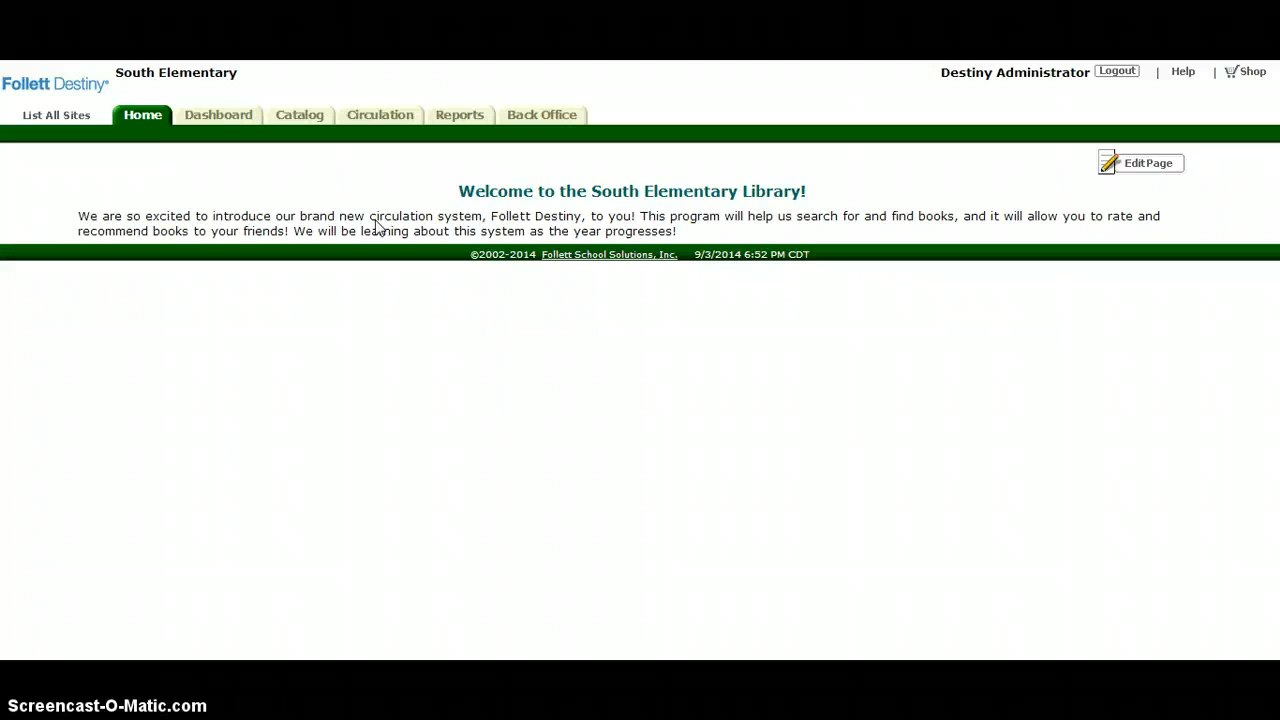 Follett Destiny
South Elementary
Destiny Administrator Logout | Help | Shop
List All Sites Home Dashboard Catalog Circulation Reports Back Office
Edit Page
Welcome to the South Elementary Library!
We are so excited to introduce our brand new circulation system, Follett Destiny, to you! This program will help us search for and find books, and it will allow you to rate and
recommend books to your friends! We will be learning about this system as the year progresses!
©2002-2014 Follett School Solutions, Inc. 9/3/2014 6:52 PM CDT
Screencast-O-Matic.com